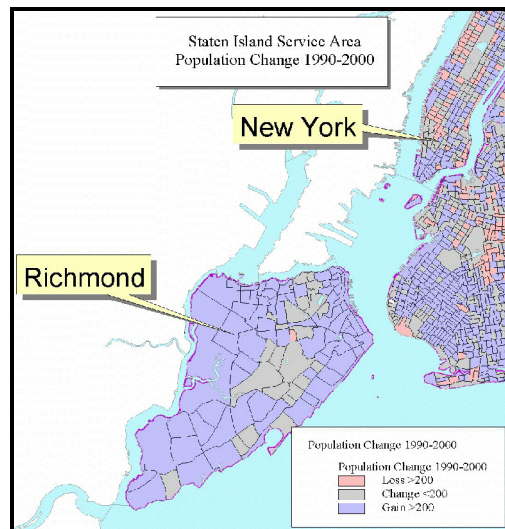 Staten Island Service Area
Population Change 1990-2000
New York
Richmond
Population Change 1990-2000
Population Change 1990-2000
Loss >200
Change <200
Gain >200